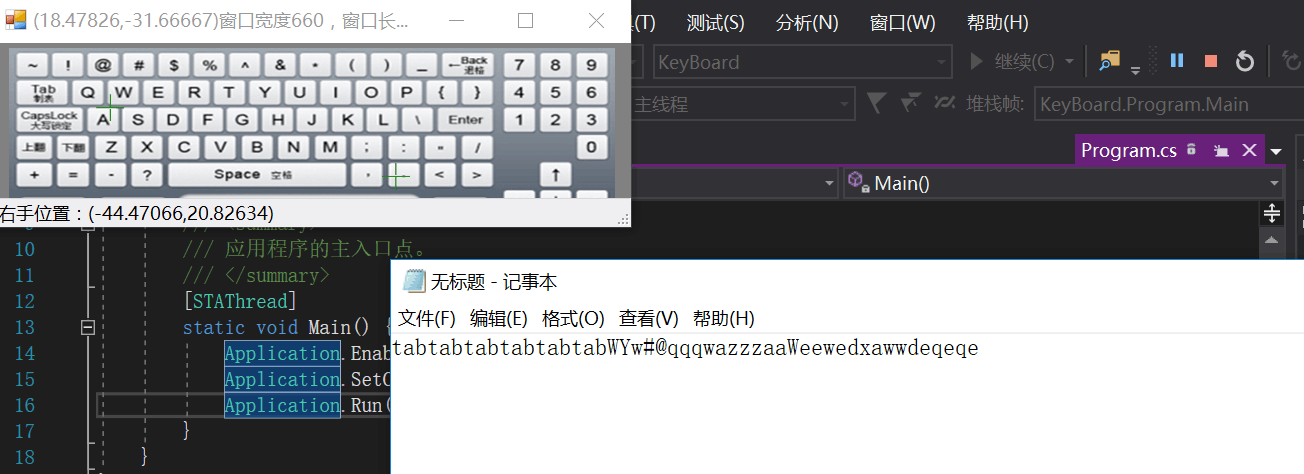 (18.47826,-31.66667)窗口宽度660，窗口长...
~ ! @ # $ % ^ & * ( ) _ ←Back 退格 7 8 9
Tab 制表 Q W E R T Y U I O P { } 4 5 6
CapsLock 大写锁定 A S D F G H J K L \ Enter 1 2 3
上翻 下翻 Z X C V B N M ; : " / 0
+ = - ? Space 空格 , < > ↑
右手位置：(-44.47066,20.82634)
(T) 测试(S) 分析(N) 窗口(W) 帮助(H)
KeyBoard 继续(C)
主线程 堆栈帧: KeyBoard.Program.Main
Program.cs
Main()
10 /// 应用程序的主入口点。
11 /// </summary>
12 [STAThread]
13 static void Main() {
14 Application.Enab
15 Application.SetC
16 Application.Run(
17 }
18 }
无标题 - 记事本
文件(F) 编辑(E) 格式(O) 查看(V) 帮助(H)
tabtabtabtabtabtabWYw#@qqqwazzzaaWeewedxawwdeqeqe